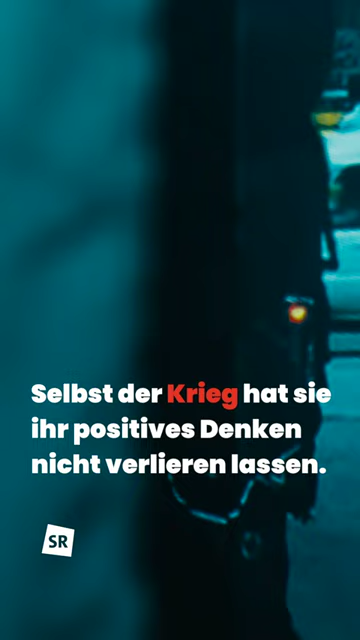 Selbst der Krieg hat sie
ihr positives Denken
nicht verlieren lassen.
SR